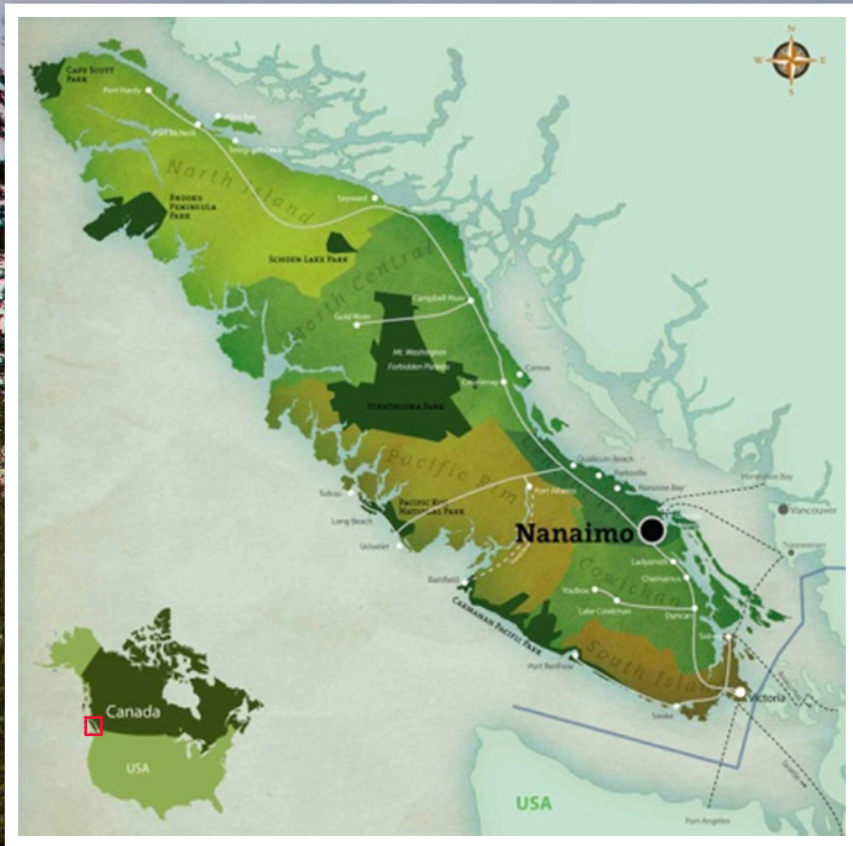 N
W
E
S
CAPE SCOTT
PARK
Port Hardy
Port McNeill
North Island
Sayward
BROOKS
PENINSULA
PARK
SCHOEN LAKE PARK
North Central
Campbell River
Gold River
Mt. Washington
Forbidden Plateau
Comox
Courtenay
STRATHCONA PARK
Pacific Rim
Qualicum Beach
Parksville
Nanoose Bay
Horseshoe Bay
Port Alberni
Tofino
PACIFIC RIM
NATIONAL PARK
Long Beach
Ucluelet
Nanaimo
Vancouver
Tsawwassen
Ladysmith
Chemainus
Cowichan
Bamfield
Youbou
Lake Cowichan
Duncan
CARMANAH PACIFIC PARK
South Island
Port Renfrew
Victoria
Sooke
Canada
USA
USA
Seattle
Port Angeles